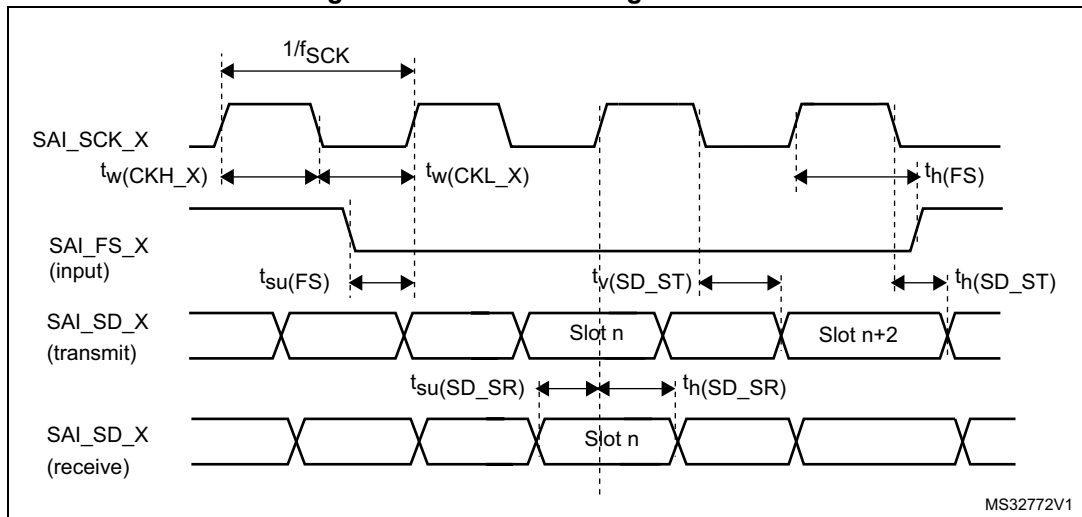 1/fSCK
SAI_SCK_X
tw(CKH_X)
tw(CKL_X)
th(FS)
SAI_FS_X
(input)
tsu(FS)
tv(SD_ST)
th(SD_ST)
SAI_SD_X
(transmit)
Slot n
Slot n+2
tsu(SD_SR)
th(SD_SR)
SAI_SD_X
(receive)
Slot n
MS32772V1